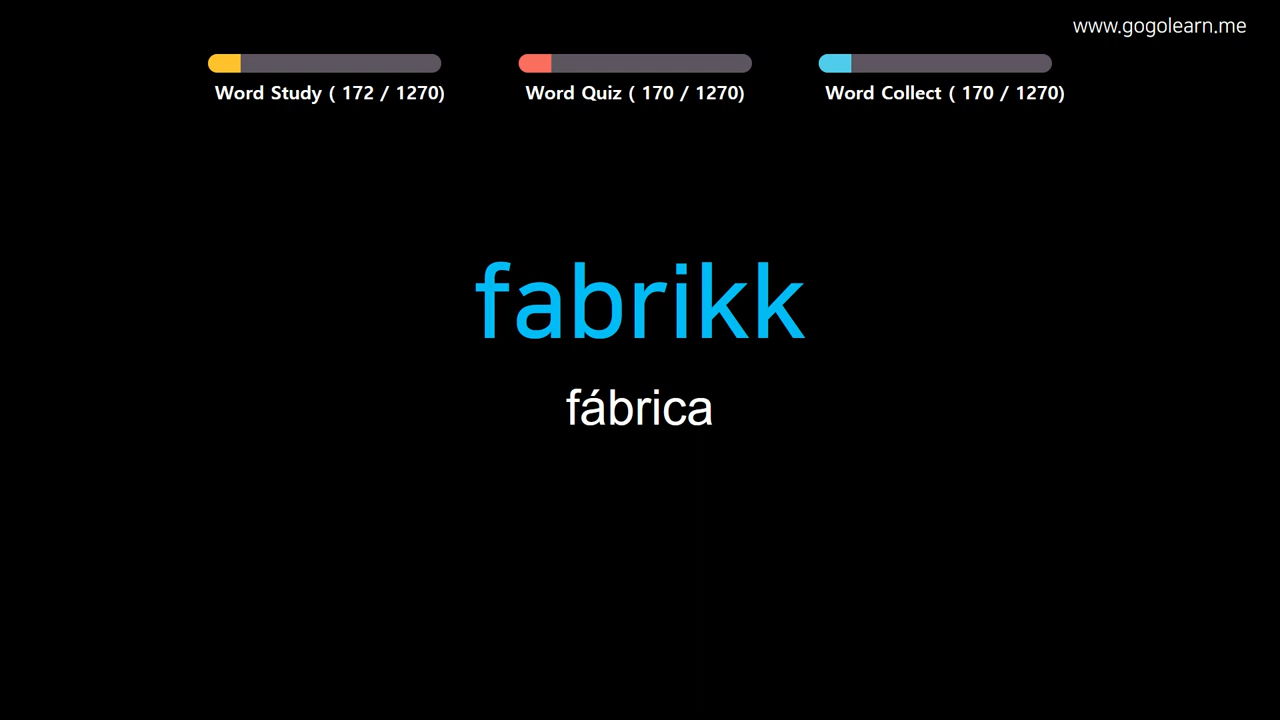 www.gogolearn.me
Word Study ( 172 / 1270)
Word Quiz ( 170 / 1270)
Word Collect ( 170 / 1270)
fabrikk
fábrica